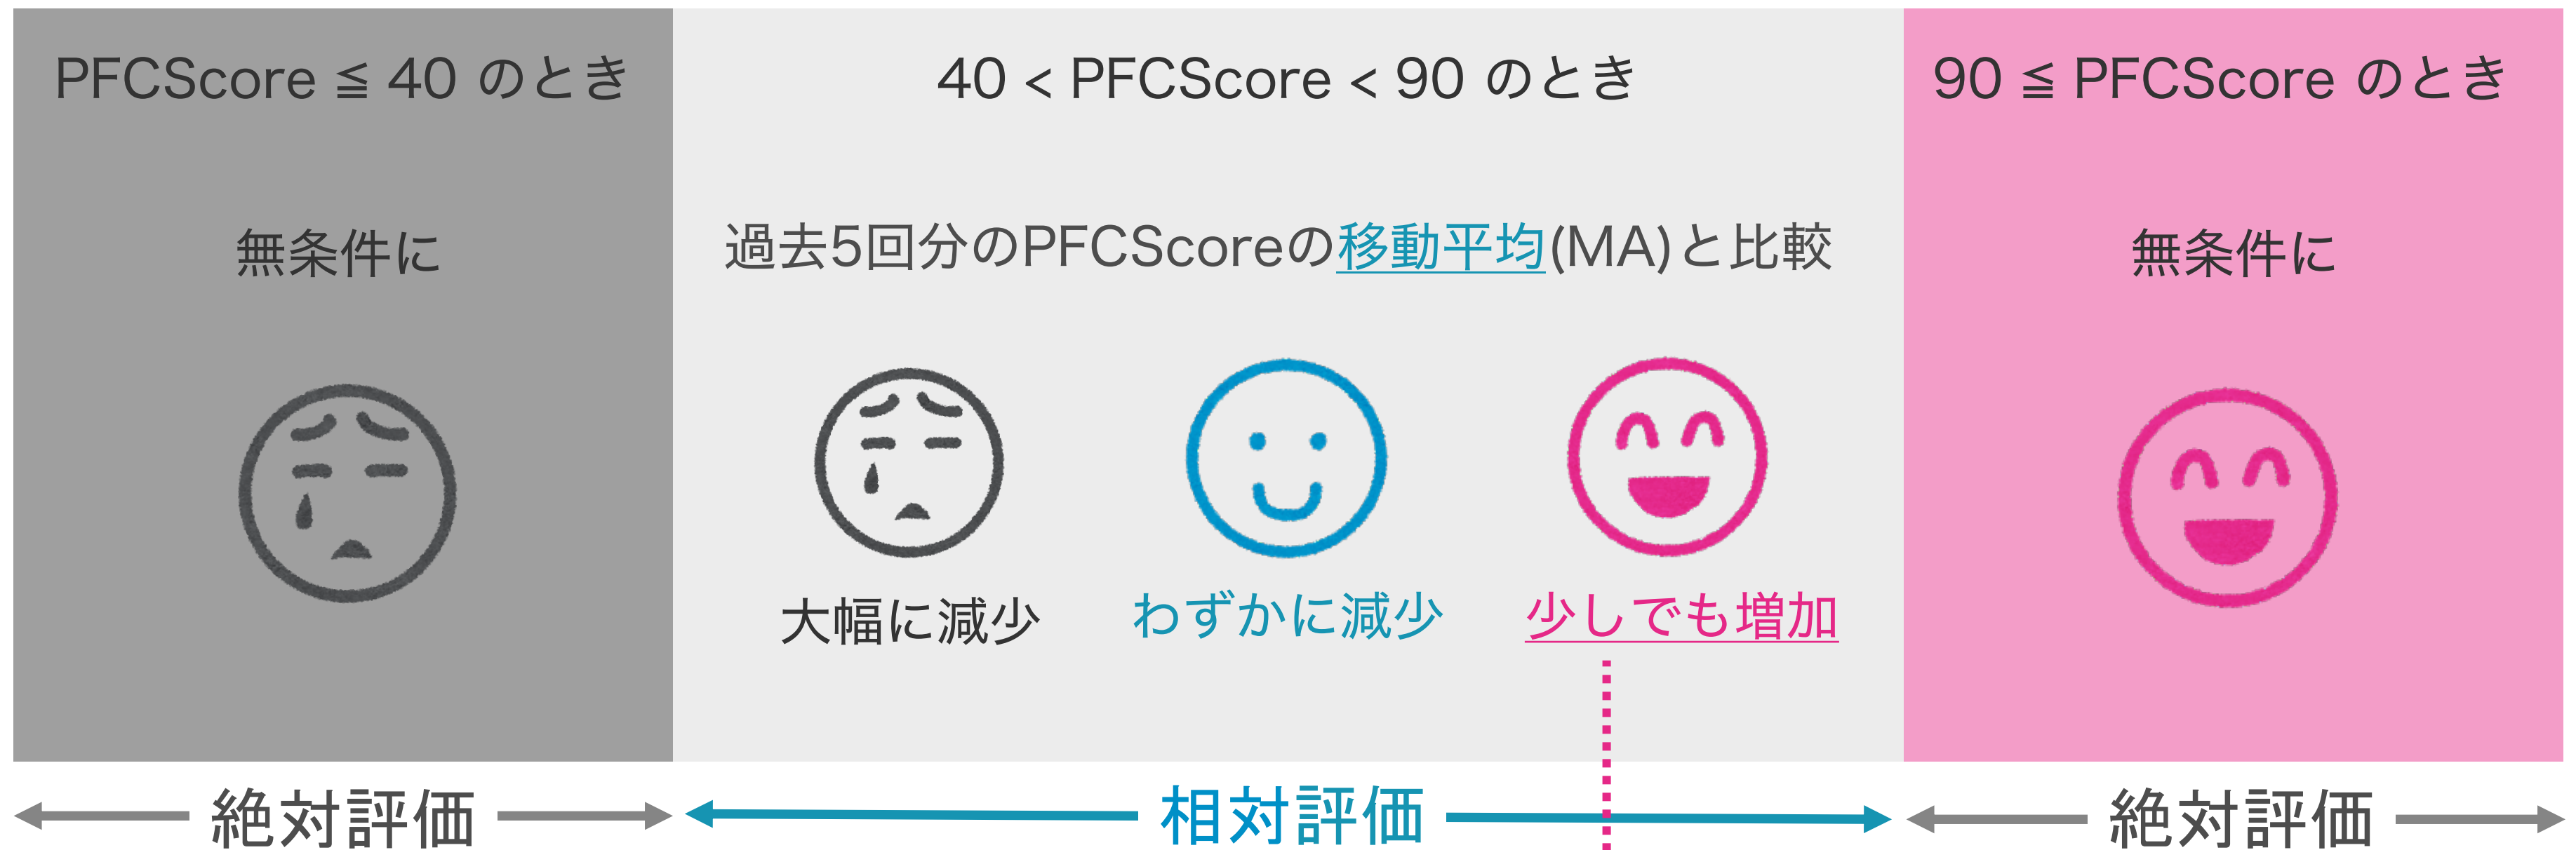 PFCScore ≦ 40 のとき
無条件に
40 < PFCScore < 90 のとき
過去5回分のPFCScoreの移動平均(MA)と比較
大幅に減少
わずかに減少
少しでも増加
90 ≦ PFCScore のとき
無条件に
絶対評価
相対評価
絶対評価